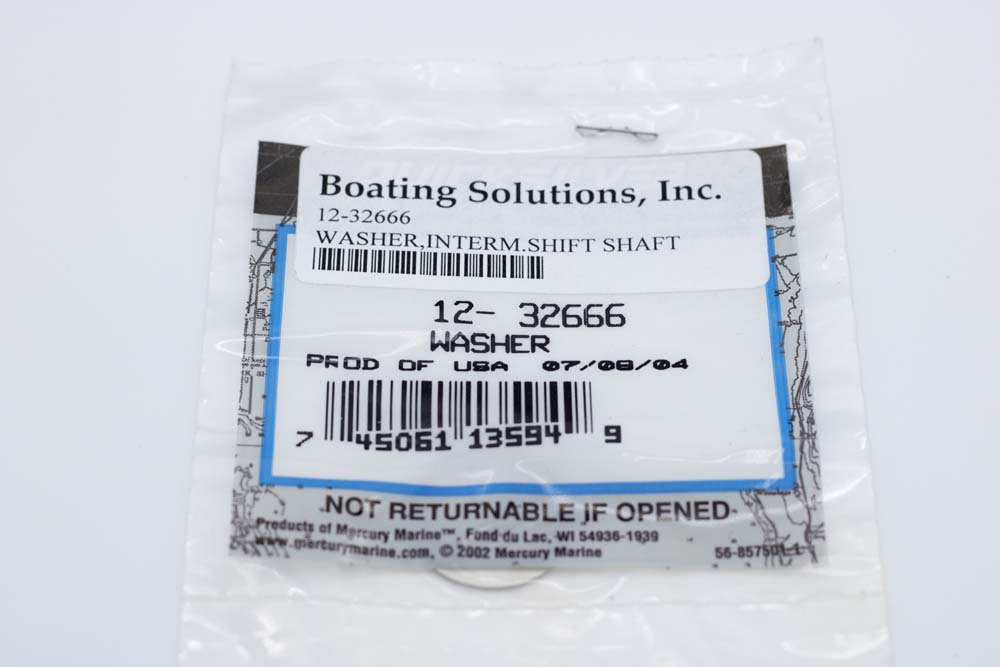 Boating Solutions, Inc.
12-32666
WASHER,INTERM.SHIFT SHAFT
12- 32666
WASHER
PROD OF USA 07/08/04
7 45061 13594 9
NOT RETURNABLE IF OPENED
Products of Mercury Marine™, Fond du Lac, WI 54936-1939
www.mercurymarine.com, © 2002 Mercury Marine
56-857501-1